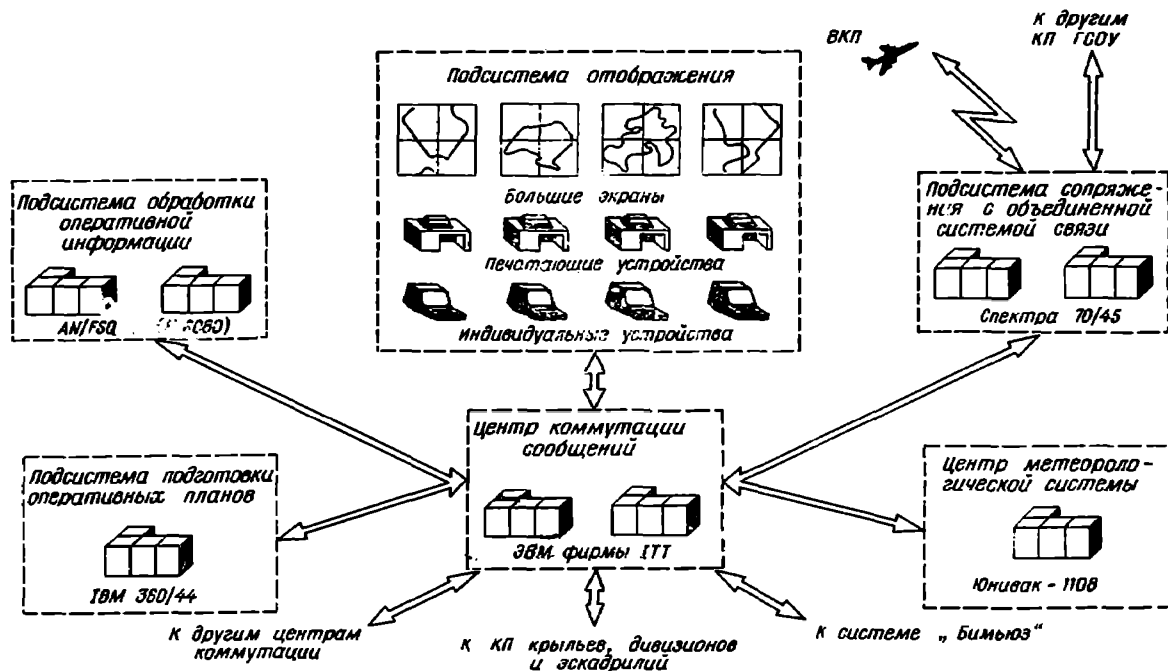 ВКП
К другим
КП ГСОУ
Подсистема отображения
Большие экраны
Печатающие устройства
Индивидуальные устройства
Подсистема обработки
оперативной
информации
AN/FSQ
Подсистема сопряже-
ния с объединенной
системой связи
Спектра 70/45
Центр коммутации
сообщений
ЭВМ фирмы ITT
Подсистема подготовки
оперативных планов
IBM 360/44
Центр метеороло-
гической системы
Юнивак - 1108
К другим центрам
коммутации
К КП крыльев, дивизионов
и эскадрилий
К системе „Бимьюз“